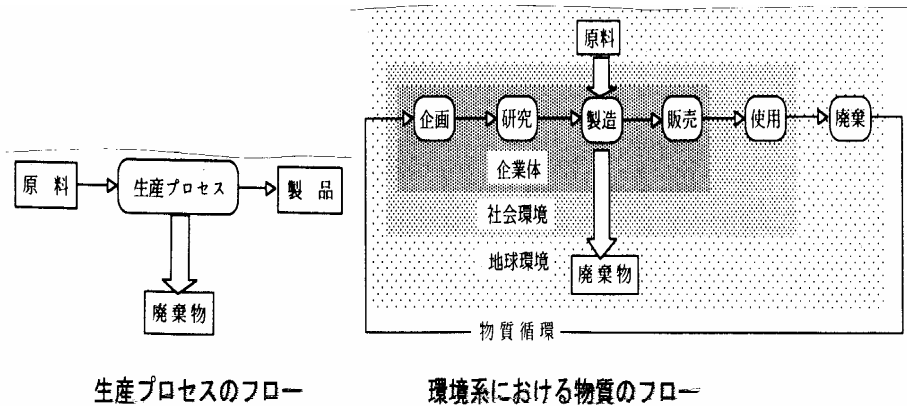 原料
生産プロセス
製品
廃棄物
生産プロセスのフロー
原料
企画
研究
製造
販売
使用
廃棄
企業体
社会環境
地球環境
廃棄物
物質循環
環境系における物質のフロー